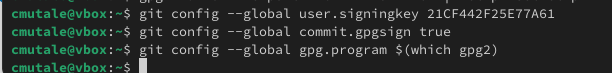 cmutale@vbox:~$ git config --global user.signingkey 21CF442F25E77A61
cmutale@vbox:~$ git config --global commit.gpgsign true
cmutale@vbox:~$ git config --global gpg.program $(which gpg2)
cmutale@vbox:~$